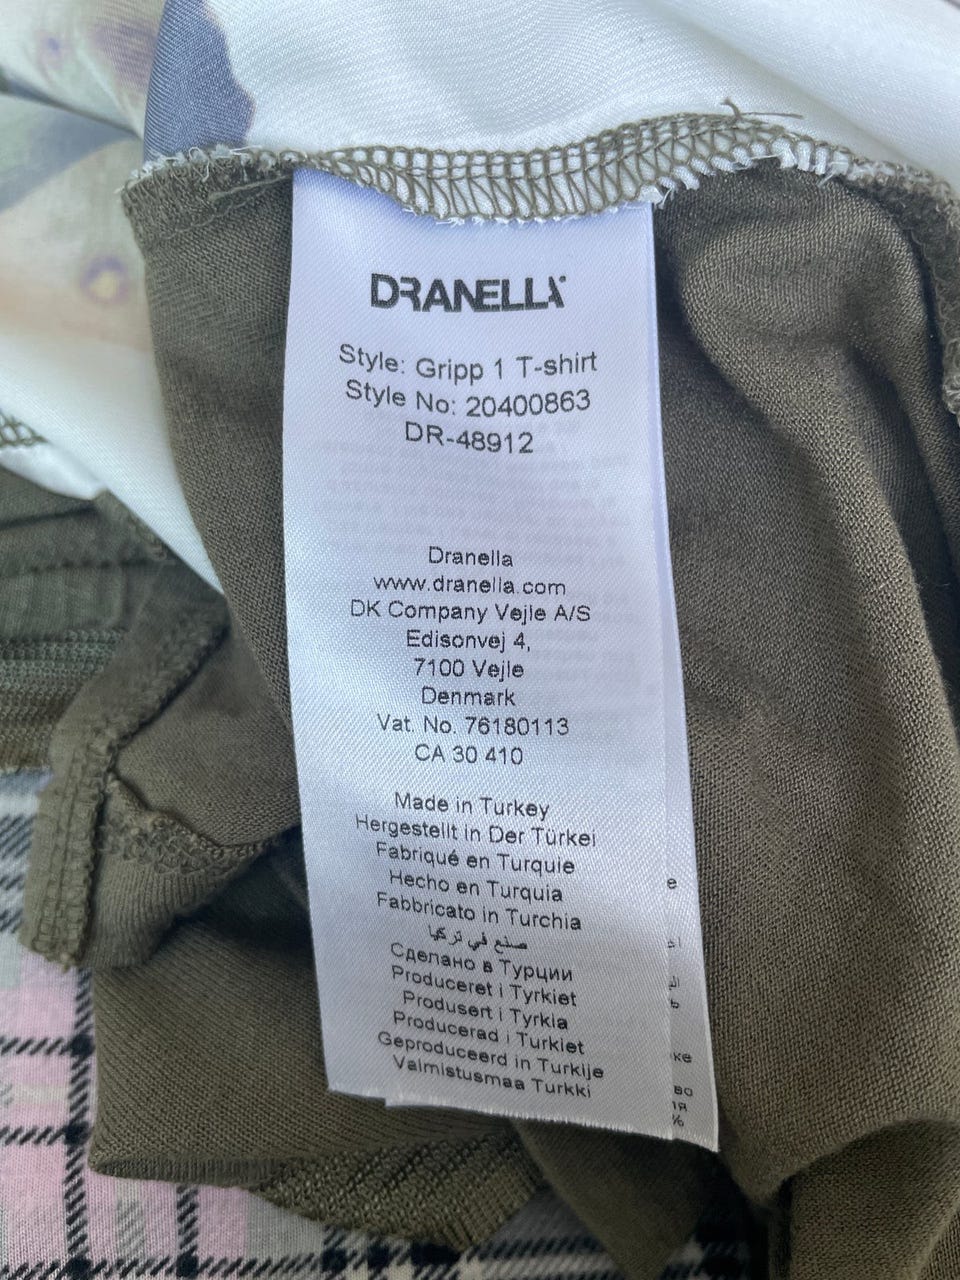 DRANELLA
Style: Gripp 1 T-shirt
Style No: 20400863
DR-48912
Dranella
www.dranella.com
DK Company Vejle A/S
Edisonvej 4,
7100 Vejle
Denmark
Vat. No. 76180113
CA 30 410
Made in Turkey
Hergestellt in Der Türkei
Fabriqué en Turquie
Hecho en Turquia
Fabbricato in Turchia
صنع في تركيا
Сделано в Турции
Produceret i Tyrkiet
Produsert i Tyrkia
Producerad i Turkiet
Geproduceerd in Turkije
Valmistusmaa Turkki